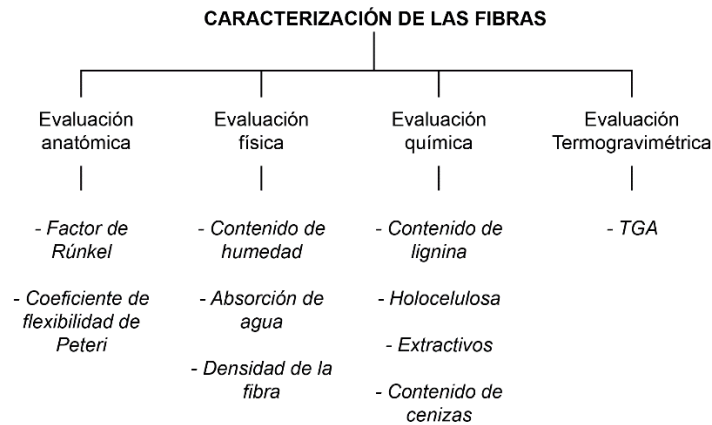 CARACTERIZACIÓN DE LAS FIBRAS
Evaluación
anatómica
- Factor de
Rúnkel
- Coeficiente de
flexibilidad de
Peteri
Evaluación
física
- Contenido de
humedad
- Absorción de
agua
- Densidad de la
fibra
Evaluación
química
- Contenido de
lignina
- Holocelulosa
- Extractivos
- Contenido de
cenizas
Evaluación
Termogravimétrica
- TGA